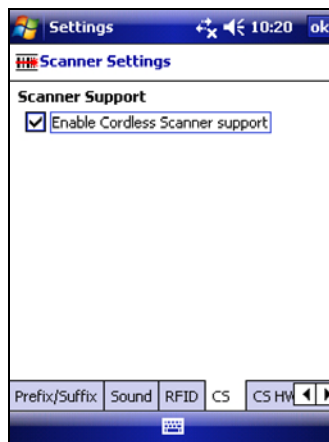 Settings 10:20 ok
Scanner Settings
Scanner Support
Enable Cordless Scanner support
Prefix/Suffix Sound RFID CS CS HW